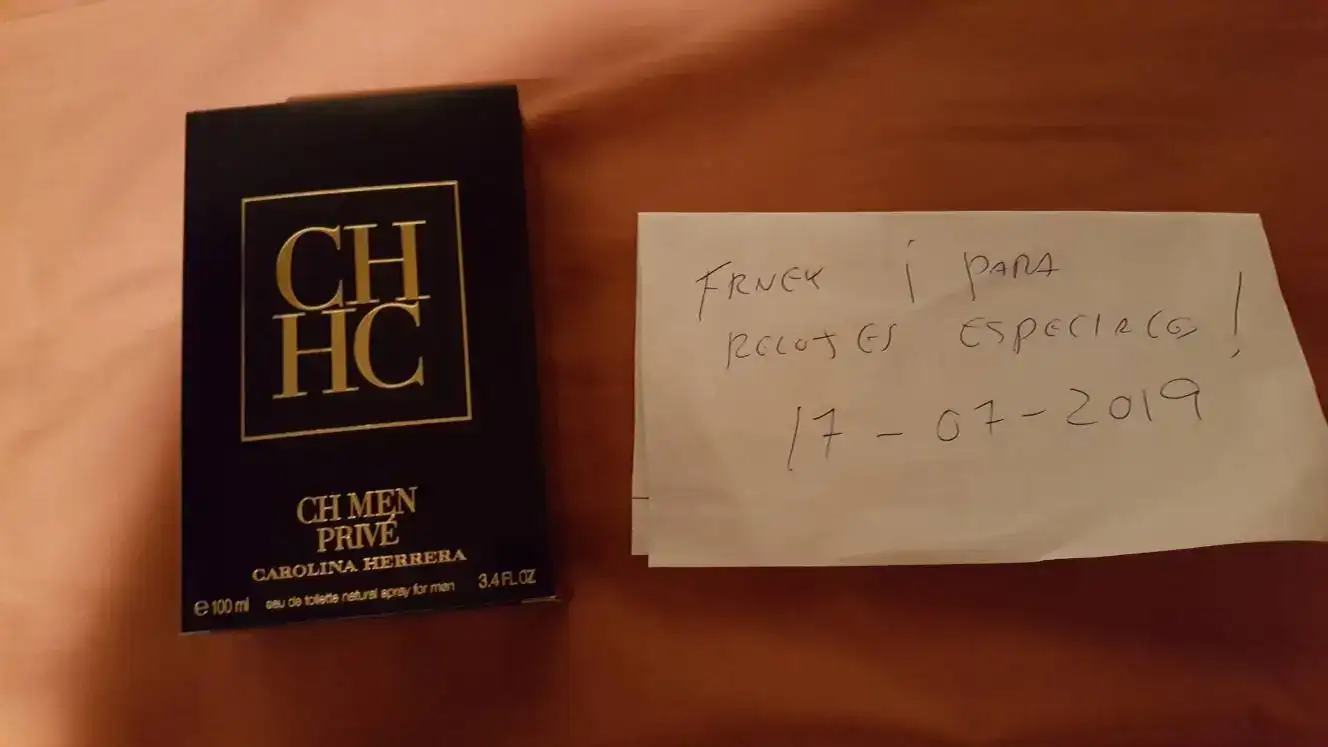 CH
HC
CH MEN
PRIVÉ
CAROLINA HERRERA
e 100 ml eau de toilette natural spray for men 3.4 FL OZ
FRNEK ¡ PARA
RELOJES ESPECIALES !
17-07-2019